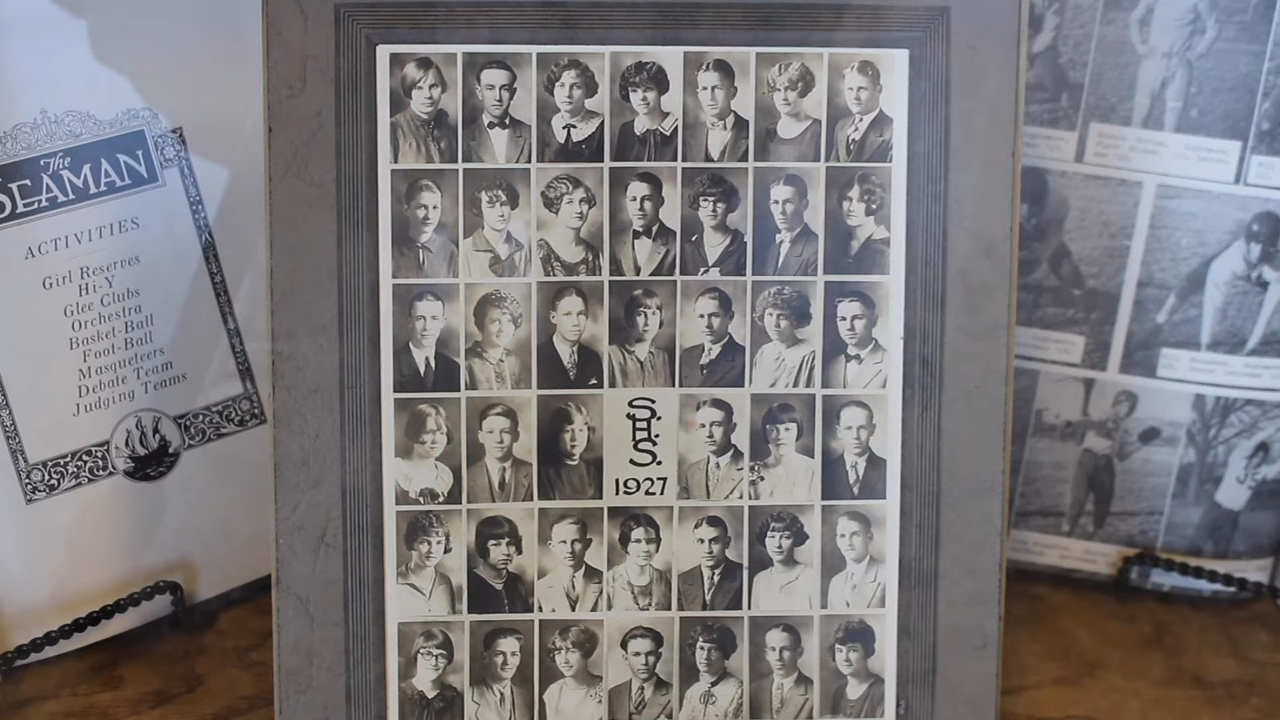 The
SEAMAN
ACTIVITIES
Girl Reserves
Hi-Y
Glee Clubs
Orchestra
Basket-Ball
Foot-Ball
Masqueteers
Debate Team
Judging Teams
S.
H.
S.
1927